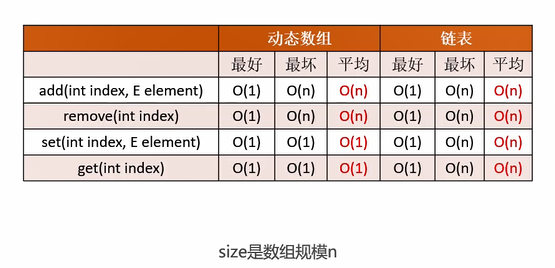 动态数组 链表
最好 最坏 平均 最好 最坏 平均
add(int index, E element) O(1) O(n) O(n) O(1) O(n) O(n)
remove(int index) O(1) O(n) O(n) O(1) O(n) O(n)
set(int index, E element) O(1) O(1) O(1) O(1) O(n) O(n)
get(int index) O(1) O(1) O(1) O(1) O(n) O(n)
size是数组规模n